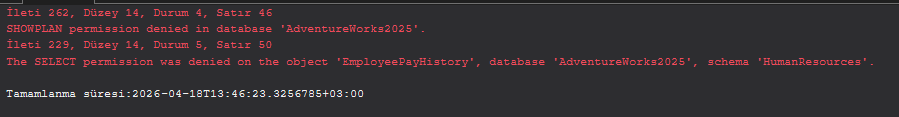 İleti 262, Düzey 14, Durum 4, Satır 46
SHOWPLAN permission denied in database 'AdventureWorks2025'.
İleti 229, Düzey 14, Durum 5, Satır 50
The SELECT permission was denied on the object 'EmployeePayHistory', database 'AdventureWorks2025', schema 'HumanResources'.
Tamamlanma süresi:2026-04-18T13:46:23.3256785+03:00